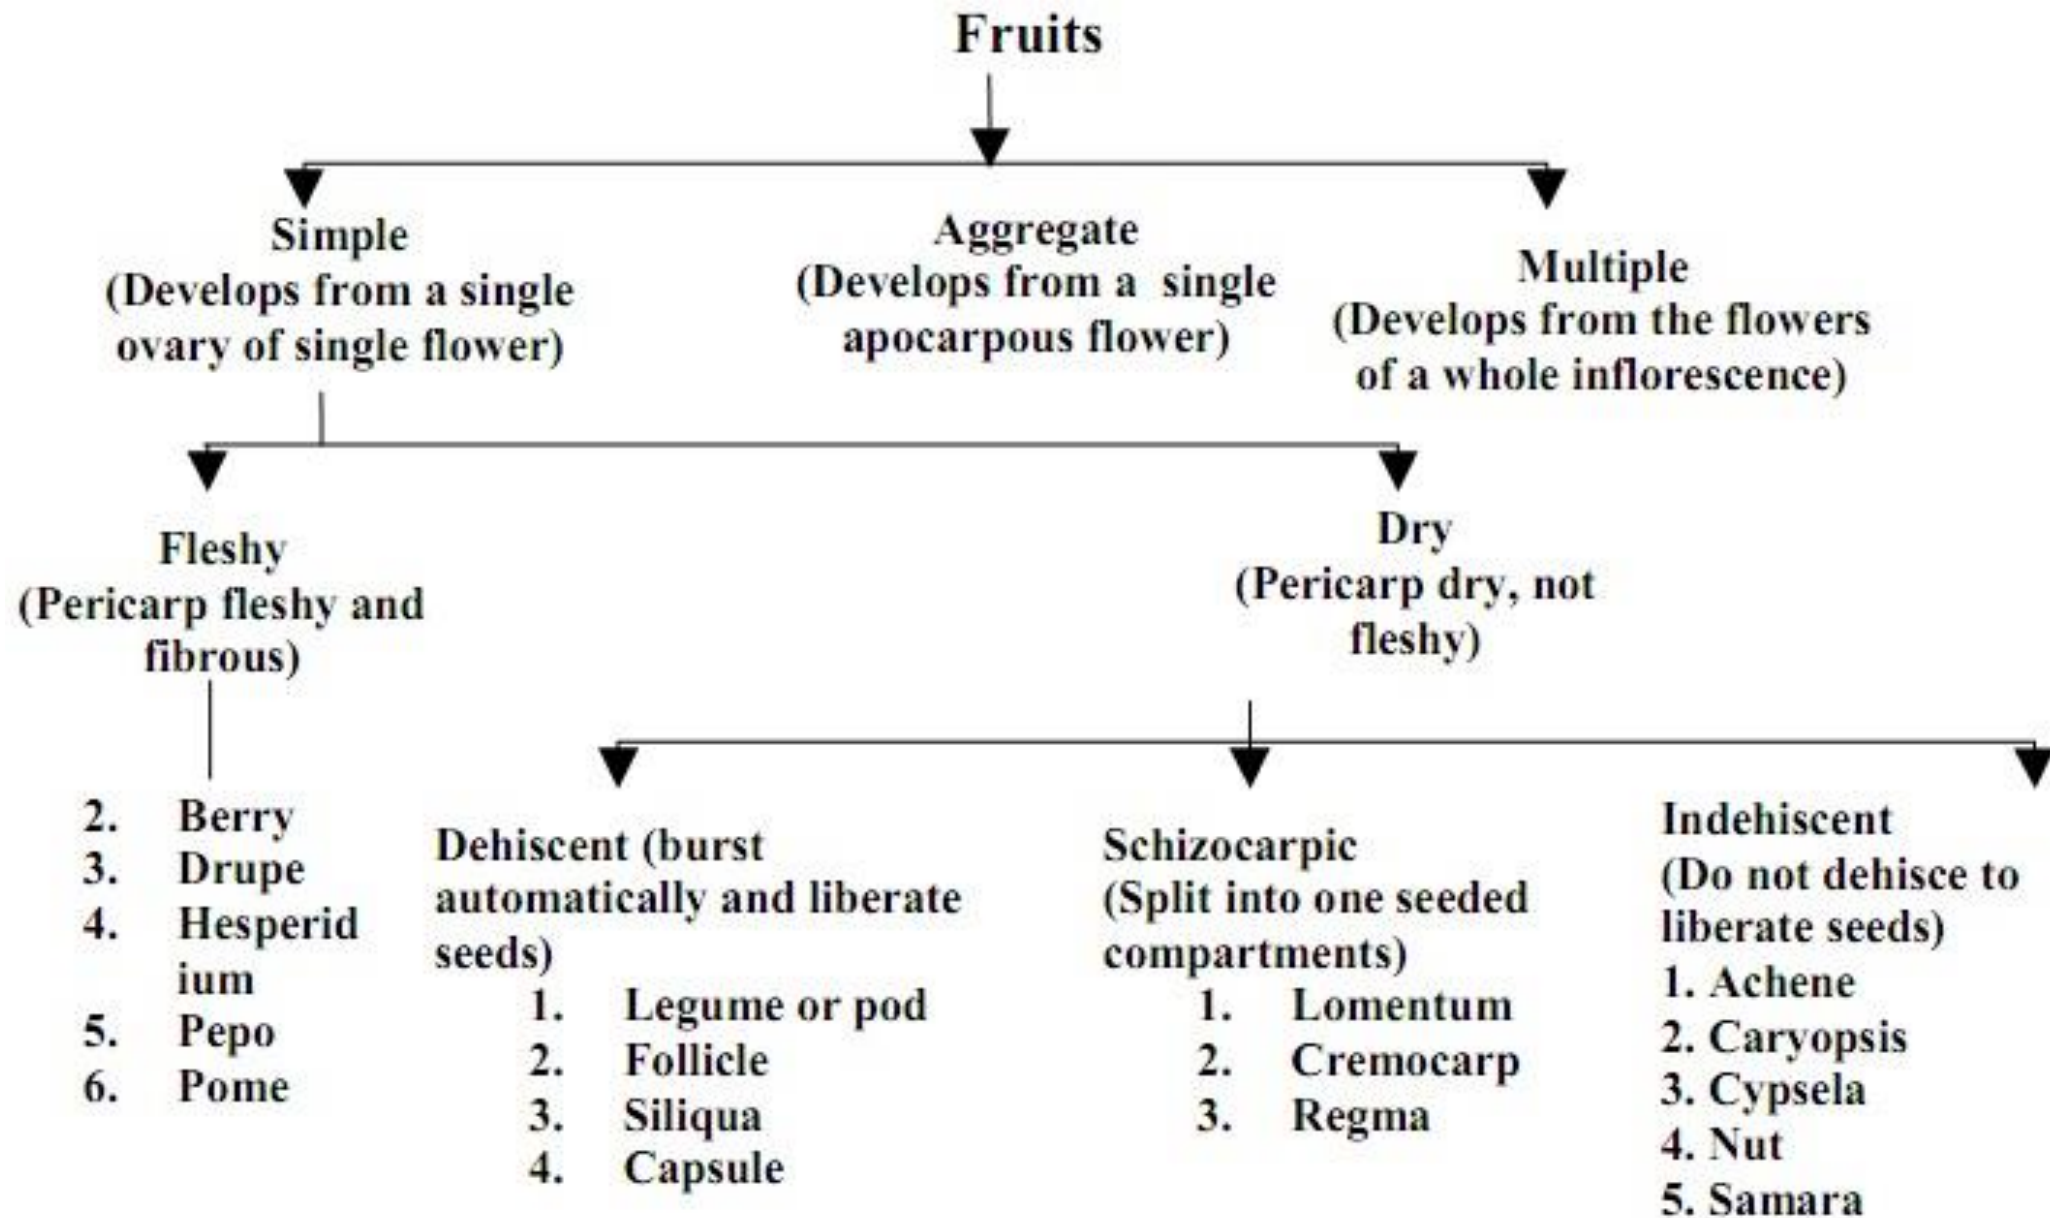 Fruits
Simple
(Develops from a single
ovary of single flower)
Aggregate
(Develops from a single
apocarpous flower)
Multiple
(Develops from the flowers
of a whole inflorescence)
Fleshy
(Pericarp fleshy and
fibrous)
Dry
(Pericarp dry, not
fleshy)
2. Berry
3. Drupe
4. Hesperid
ium
5. Pepo
6. Pome
Dehiscent (burst
automatically and liberate
seeds)
1. Legume or pod
2. Follicle
3. Siliqua
4. Capsule
Schizocarpic
(Split into one seeded
compartments)
1. Lomentum
2. Cremocarp
3. Regma
Indehiscent
(Do not dehisce to
liberate seeds)
1. Achene
2. Caryopsis
3. Cypsela
4. Nut
5. Samara